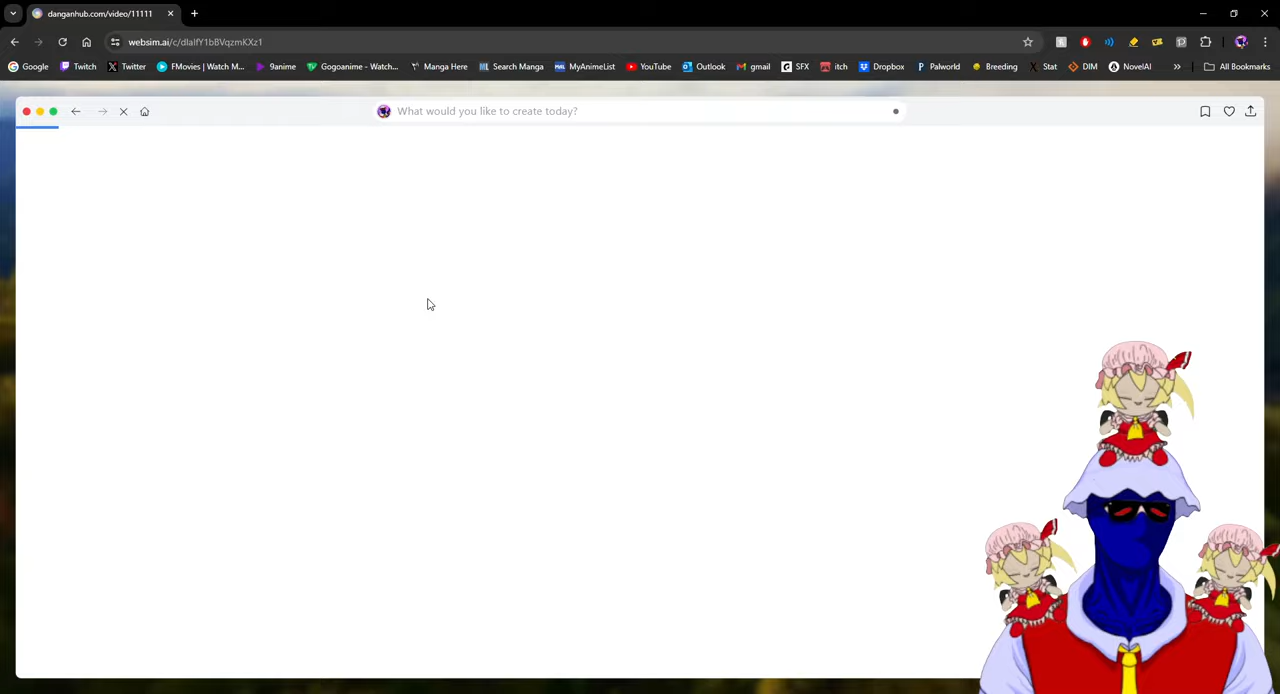 danganhub.com/video/11111
websim.ai/c/dlaIfY1bBVqzmKXz1
Google Twitch Twitter FMovies | Watch M... 9anime Gogoanime - Watch... Manga Here Search Manga MyAnimeList YouTube Outlook gmail SFX itch Dropbox Palworld Breeding Stat DIM NovelAI » All Bookmarks
What would you like to create today?